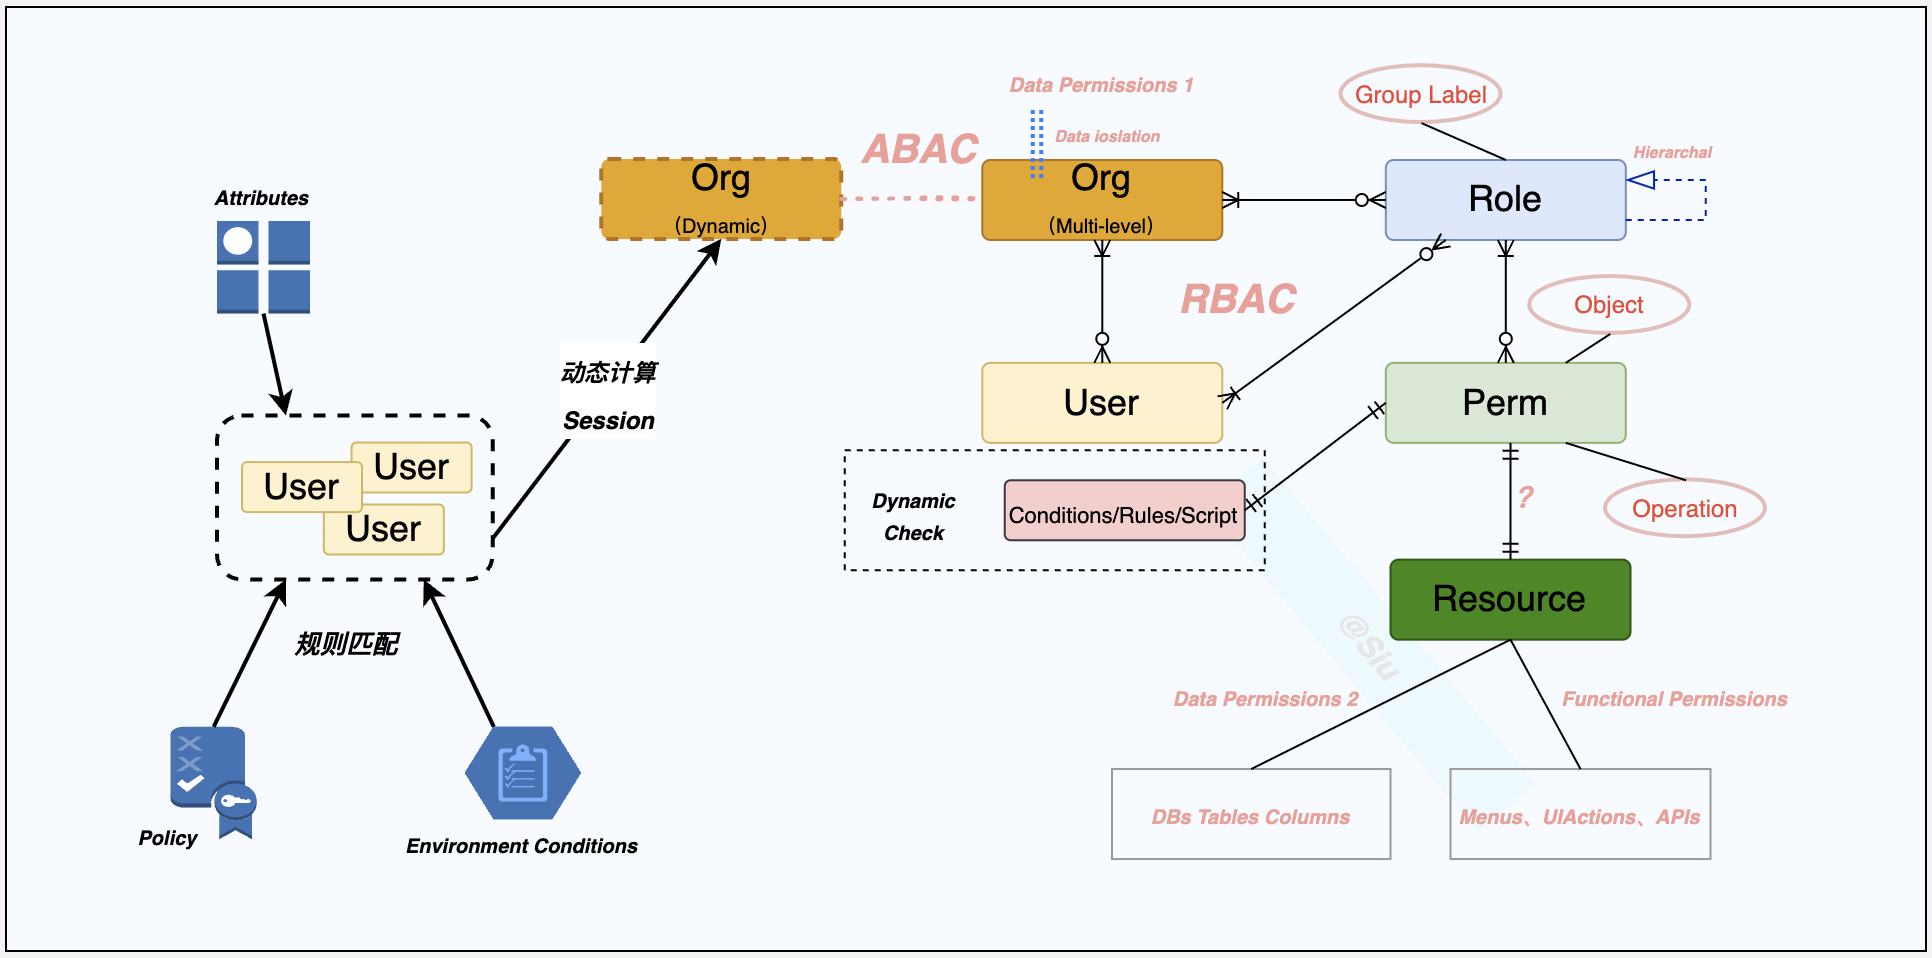 Data Permissions 1
Group Label
Data ioslation
ABAC
Hierarchal
Org
(Dynamic)
Org
(Multi-level)
Role
Attributes
RBAC
Object
动态计算
Session
User
Perm
User
User
User
Dynamic
Check
Conditions/Rules/Script
?
Operation
Resource
@Siu
规则匹配
Data Permissions 2
Functional Permissions
DBs Tables Columns
Menus、UIActions、APIs
Policy
Environment Conditions